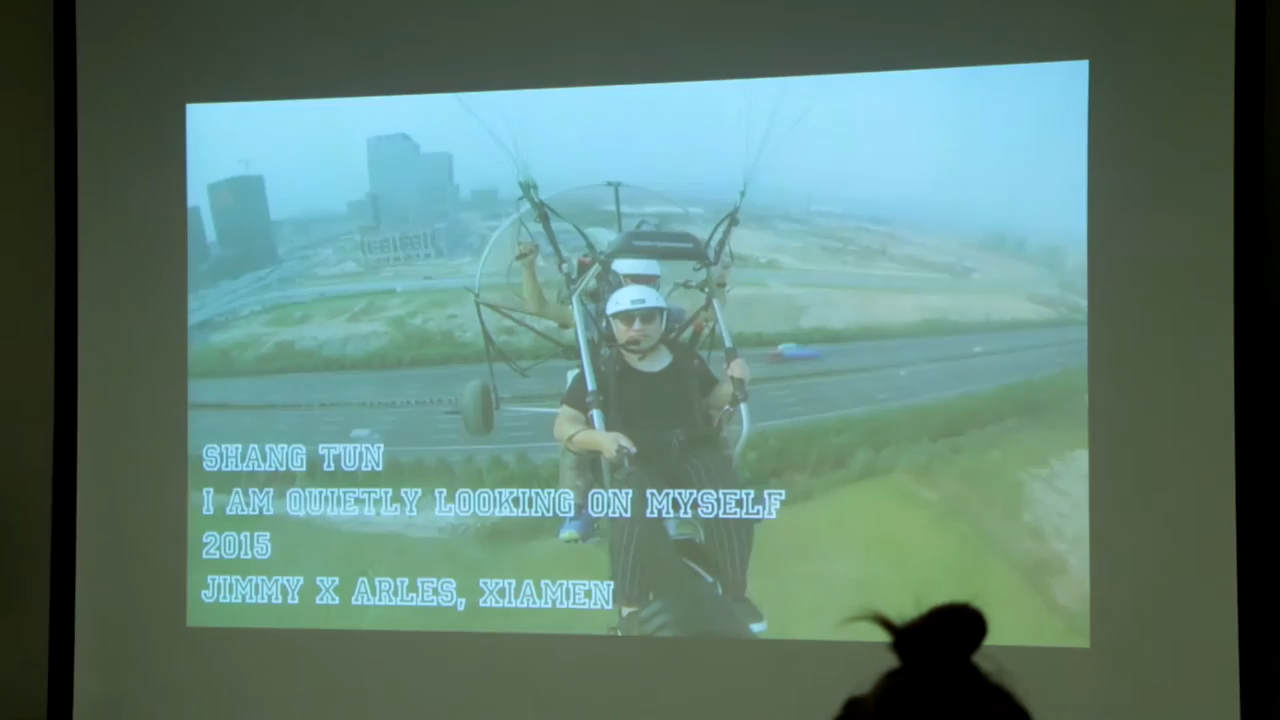 SHANG TUN
I AM QUIETLY LOOKING ON MYSELF
2015
JIMMY X ARLES, XIAMEN